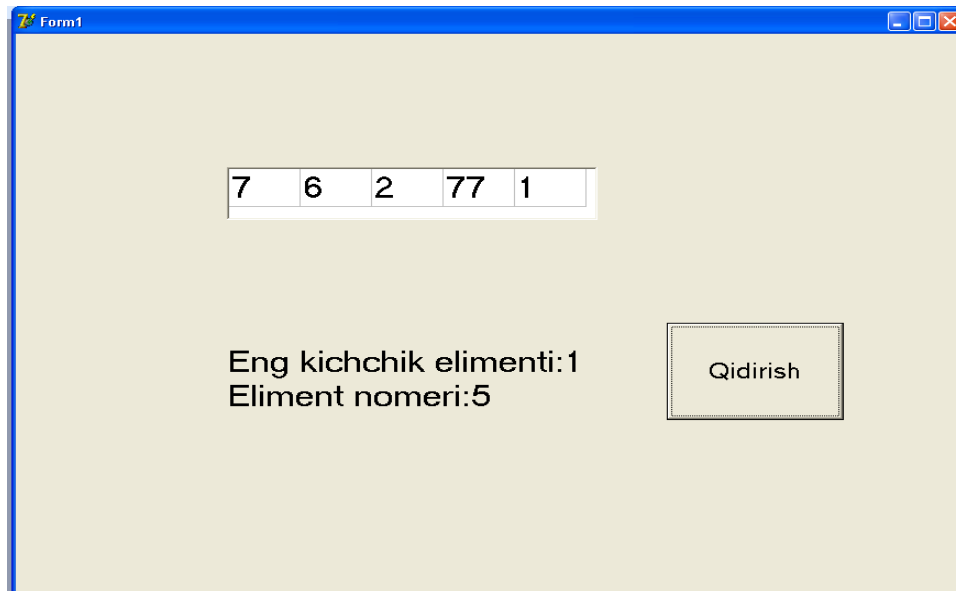 Form1
7 6 2 77 1
Eng kichchik elimenti:1
Eliment nomeri:5
Qidirish